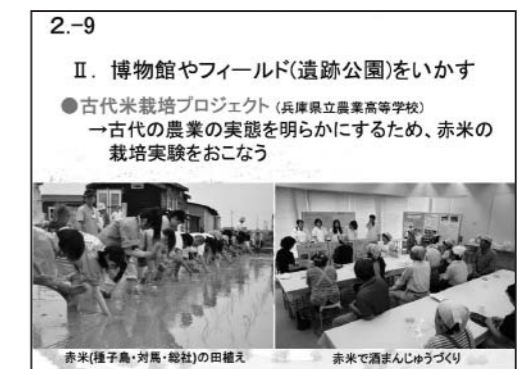 2.-9
Ⅱ．博物館やフィールド(遺跡公園)をいかす
●古代米栽培プロジェクト（兵庫県立農業高等学校）
→古代の農業の実態を明らかにするため、赤米の
栽培実験をおこなう
赤米(種子島・対馬・総社)の田植え
赤米で酒まんじゅうづくり